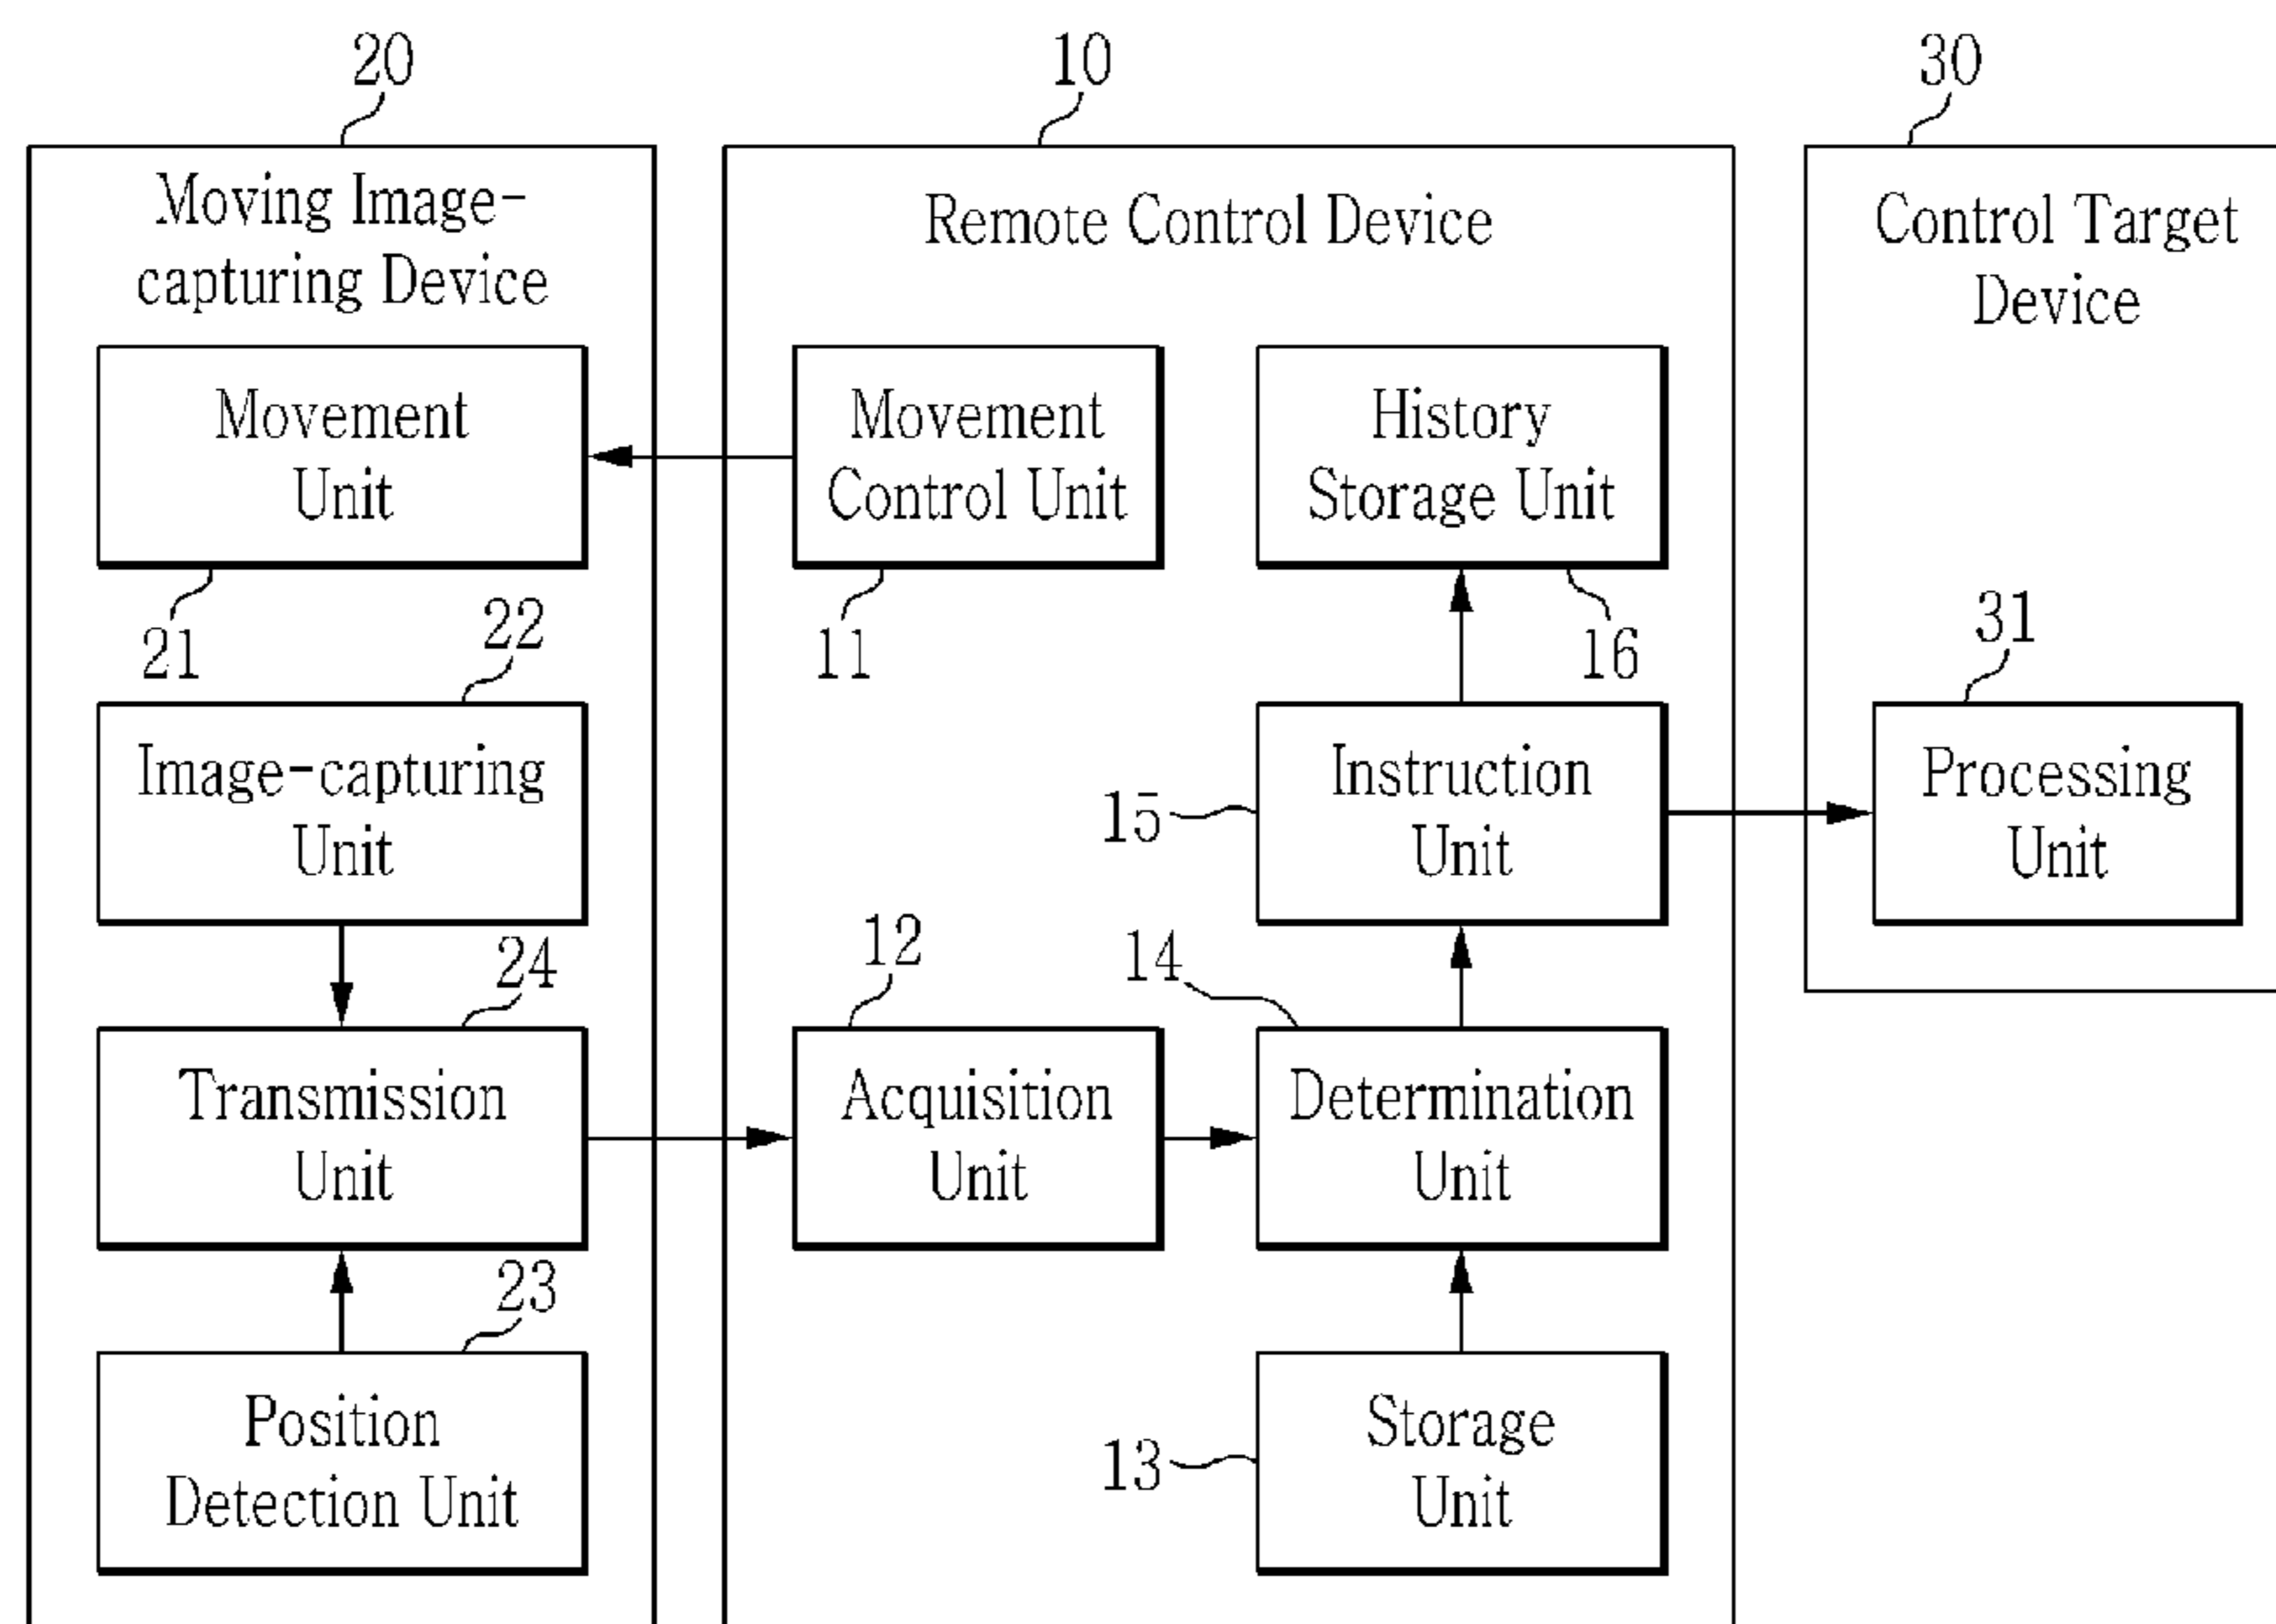 20
10
30
Moving Image-
capturing Device
Remote Control Device
Control Target
Device
Movement
Unit
21
Movement
Control Unit
11
History
Storage Unit
16
22
Image-capturing
Unit
15
Instruction
Unit
31
Processing
Unit
24
Transmission
Unit
12
Acquisition
Unit
14
Determination
Unit
23
Position
Detection Unit
13
Storage
Unit